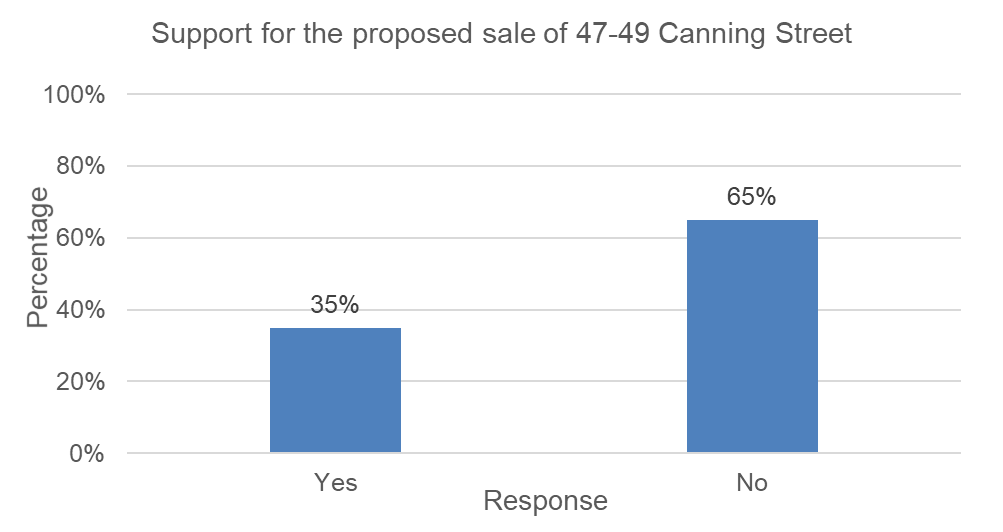 Support for the proposed sale of 47-49 Canning Street
100%
80%
60%
40%
20%
0%
Percentage
35%
65%
Yes
No
Response